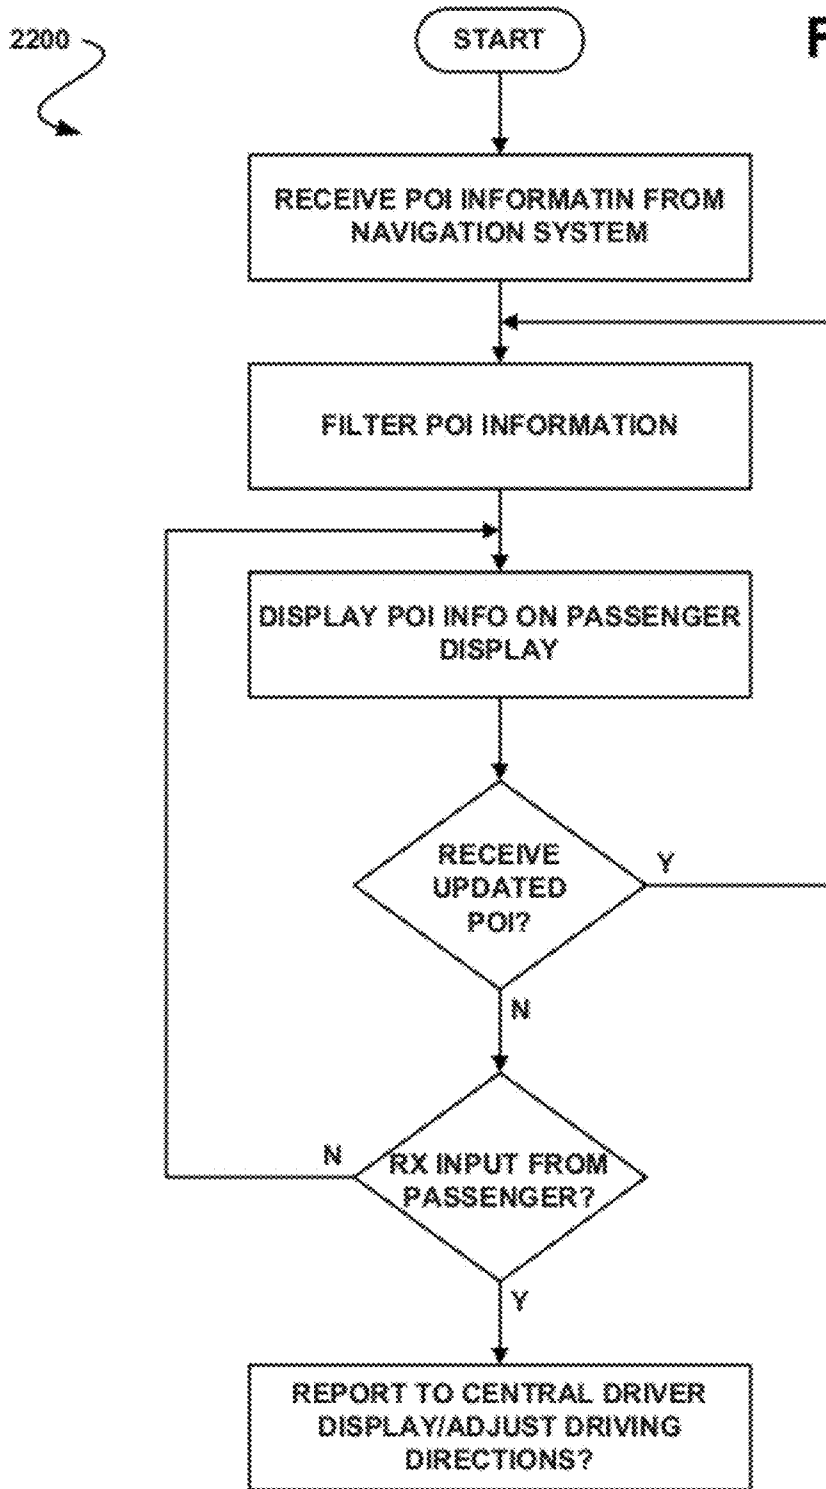 2200
START
F
RECEIVE POI INFORMATIN FROM
NAVIGATION SYSTEM
FILTER POI INFORMATION
DISPLAY POI INFO ON PASSENGER
DISPLAY
RECEIVE
UPDATED
POI?
Y
N
N
RX INPUT FROM
PASSENGER?
Y
REPORT TO CENTRAL DRIVER
DISPLAY/ADJUST DRIVING
DIRECTIONS?